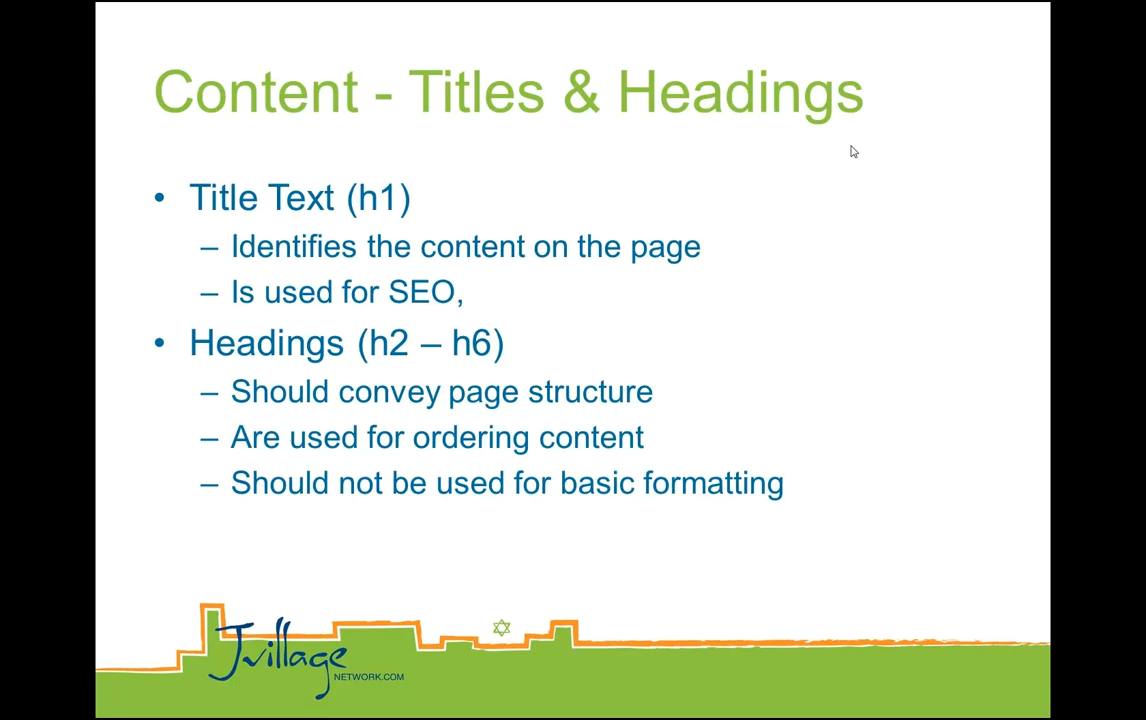 Content - Titles & Headings
• Title Text (h1)
– Identifies the content on the page
– Is used for SEO,
• Headings (h2 – h6)
– Should convey page structure
– Are used for ordering content
– Should not be used for basic formatting
Jvillage
NETWORK.COM